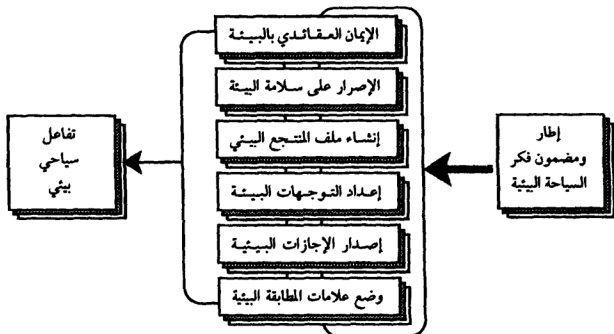 إطار
ومضمون فكر
السياحة البيئية
الإيمان العقائدي بالبيئة
الإصرار على سلامة البيئة
إنشاء ملف المنتجع البيئي
إعداد التوجهات البيئة
إصدار الإجازات البيئية
وضع علامات المطابقة البيئية
تفاعل
سياحي
بيئي